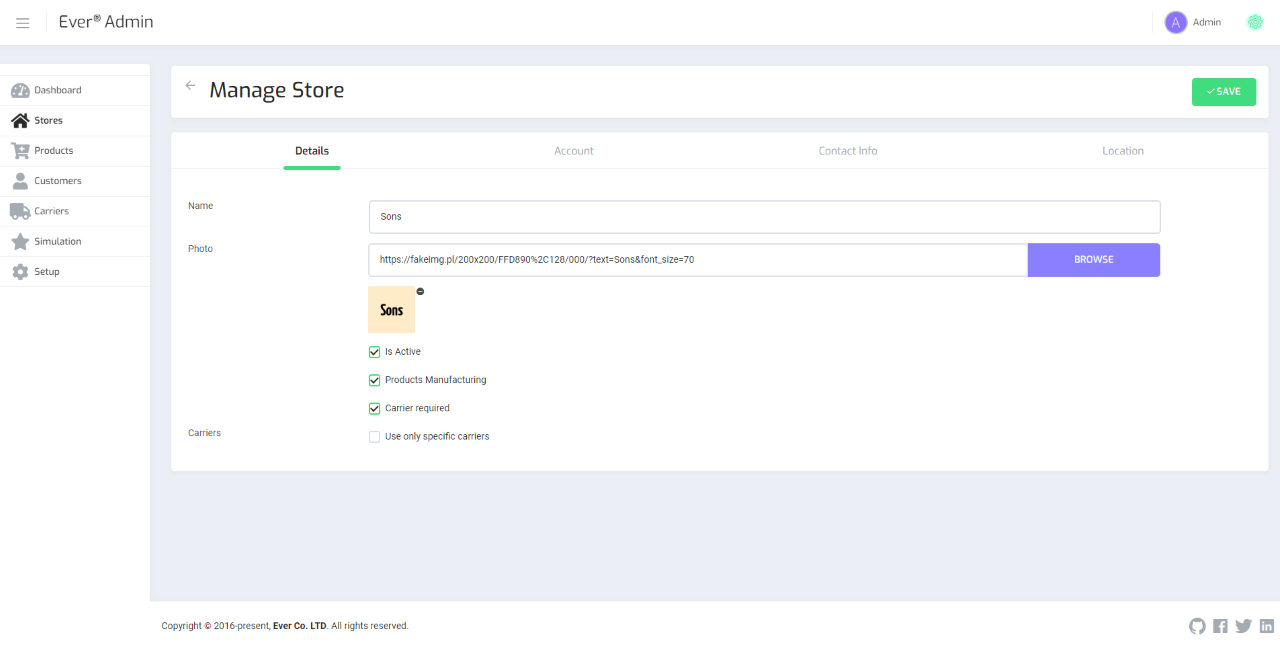 Ever® Admin
A Admin
Dashboard
Stores
Products
Customers
Carriers
Simulation
Setup
Manage Store
SAVE
Details Account Contact Info Location
Name
Sons
Photo
https://fakeimg.pl/200x200/FFD890%2C128/000/?text=Sons&font_size=70
BROWSE
Sons
Is Active
Products Manufacturing
Carrier required
Carriers
Use only specific carriers
Copyright © 2016-present, Ever Co. LTD. All rights reserved.